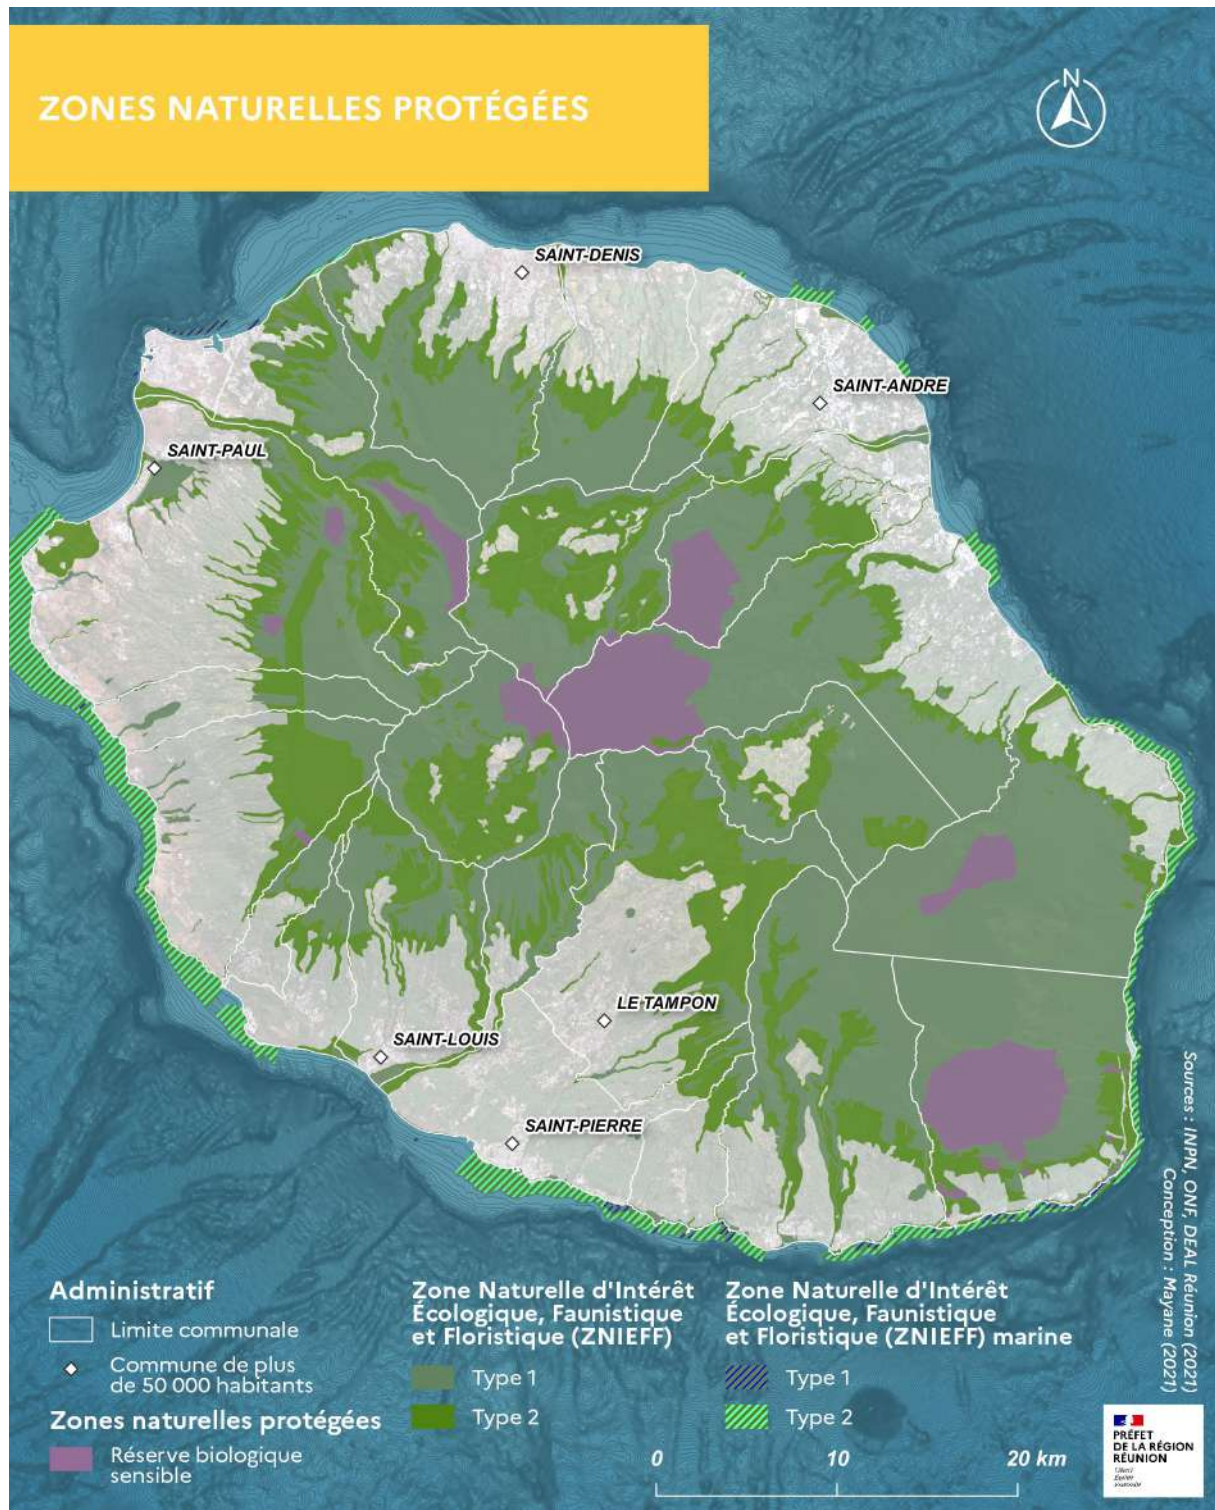 ZONES NATURELLES PROTÉGÉES
N
SAINT-DENIS
SAINT-ANDRE
SAINT-PAUL
LE TAMPON
SAINT-LOUIS
SAINT-PIERRE
Sources : INPN, ONF, DEAL Réunion (2021)
Conception : Mayane (2021)
Administratif
Limite communale
Commune de plus
de 50 000 habitants
Zones naturelles protégées
Réserve biologique
sensible
Zone Naturelle d'Intérêt
Écologique, Faunistique
et Floristique (ZNIEFF)
Type 1
Type 2
Zone Naturelle d'Intérêt
Écologique, Faunistique
et Floristique (ZNIEFF) marine
Type 1
Type 2
0 10 20 km
PRÉFET
DE LA RÉGION
RÉUNION
Liberté
Égalité
Fraternité